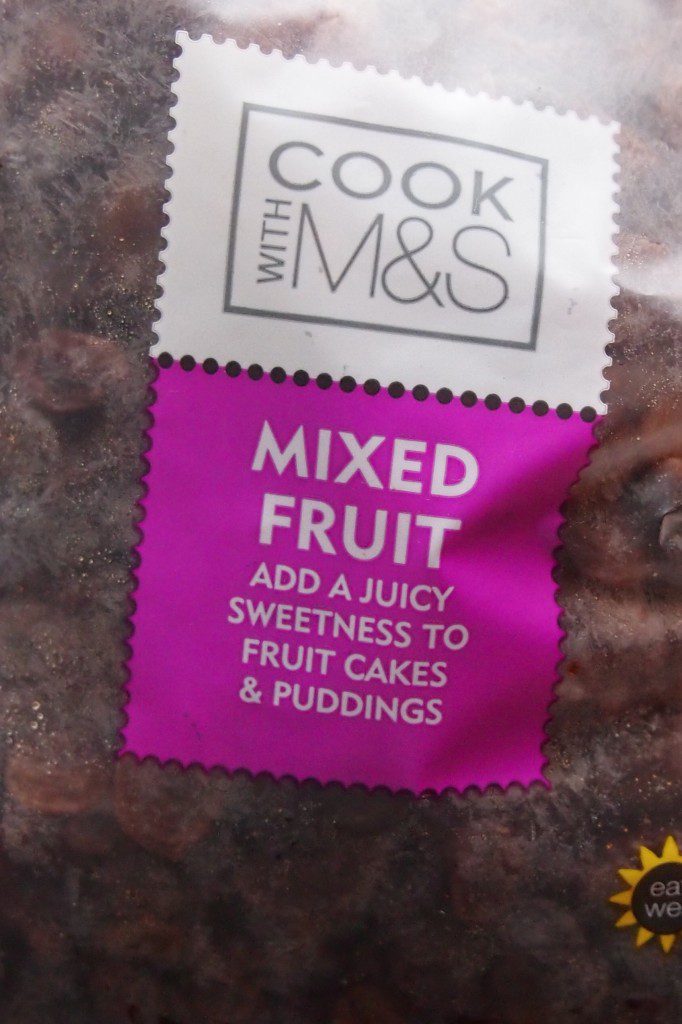 COOK
WITH M&S
MIXED
FRUIT
ADD A JUICY
SWEETNESS TO
FRUIT CAKES
& PUDDINGS